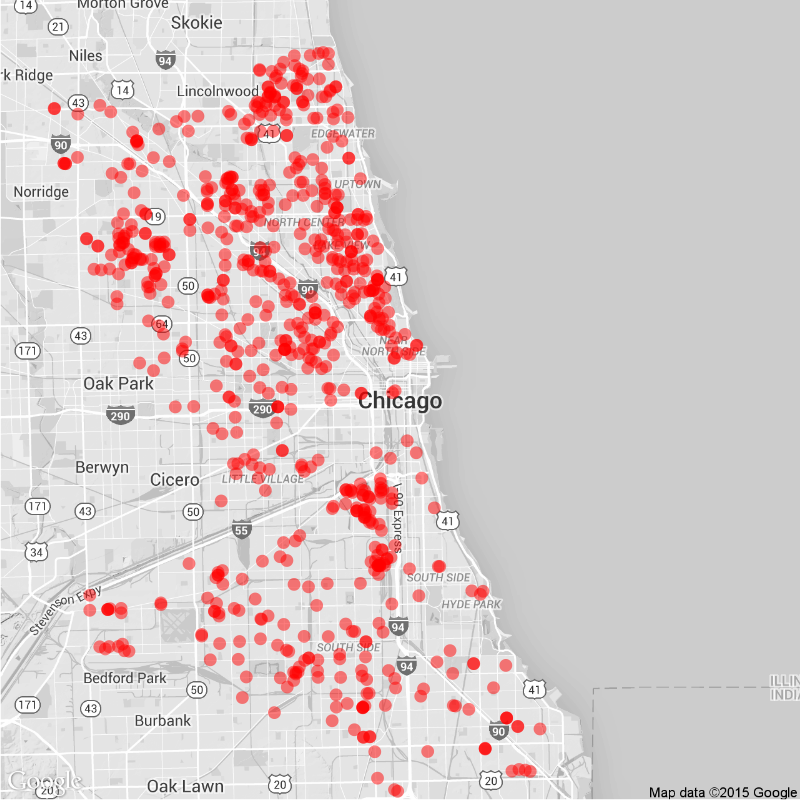 14
Morton Grove
21
Skokie
Niles
94
rk Ridge
14
Lincolnwood
43
41
EDGEWATER
90
Norridge
UPTOWN
19
NORTH CENTER
94
LAKE VIEW
41
50
90
64
43
NEAR
NORTH SIDE
171
50
Oak Park
290
290
Chicago
Berwyn
Cicero
LITTLE VILLAGE
171
43
50
I-90 Express
41
55
34
SOUTH SIDE
Stevenson Expy
HYDE PARK
94
SOUTH SIDE
94
Bedford Park
50
41
ILLIN
INDIA
171
43
Burbank
90
Google
20
Oak Lawn
20
20
Map data ©2015 Google